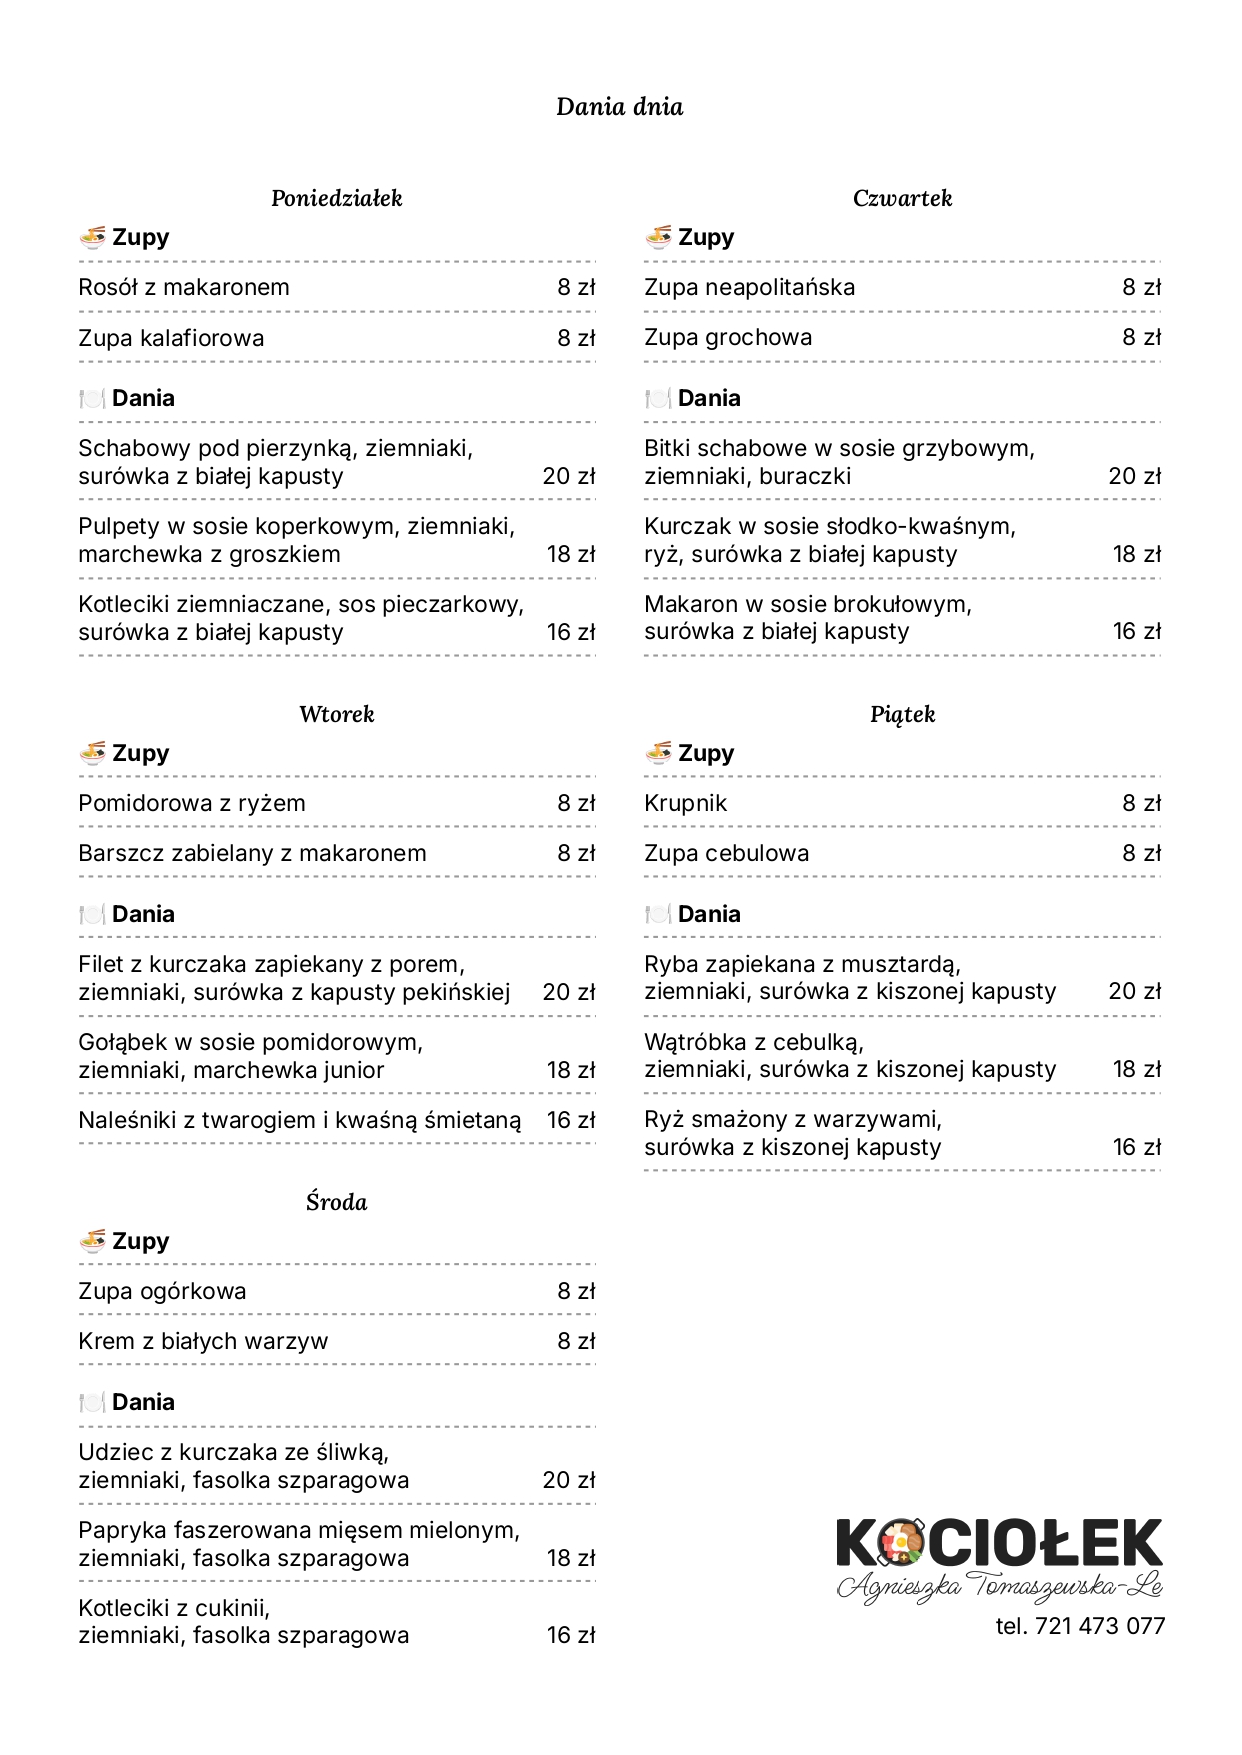 Dania dnia
Poniedziałek
Zupy
Rosół z makaronem 8 zł
Zupa kalafiorowa 8 zł
Dania
Schabowy pod pierzynką, ziemniaki,
surówka z białej kapusty 20 zł
Pulpety w sosie koperkowym, ziemniaki,
marchewka z groszkiem 18 zł
Kotleciki ziemniaczane, sos pieczarkowy,
surówka z białej kapusty 16 zł
Wtorek
Zupy
Pomidorowa z ryżem 8 zł
Barszcz zabielany z makaronem 8 zł
Dania
Filet z kurczaka zapiekany z porem,
ziemniaki, surówka z kapusty pekińskiej 20 zł
Gołąbek w sosie pomidorowym,
ziemniaki, marchewka junior 18 zł
Naleśniki z twarogiem i kwaśną śmietaną 16 zł
Środa
Zupy
Zupa ogórkowa 8 zł
Krem z białych warzyw 8 zł
Dania
Udziec z kurczaka ze śliwką,
ziemniaki, fasolka szparagowa 20 zł
Papryka faszerowana mięsem mielonym,
ziemniaki, fasolka szparagowa 18 zł
Kotleciki z cukinii,
ziemniaki, fasolka szparagowa 16 zł
Czwartek
Zupy
Zupa neapolitańska 8 zł
Zupa grochowa 8 zł
Dania
Bitki schabowe w sosie grzybowym,
ziemniaki, buraczki 20 zł
Kurczak w sosie słodko-kwaśnym,
ryż, surówka z białej kapusty 18 zł
Makaron w sosie brokułowym,
surówka z białej kapusty 16 zł
Piątek
Zupy
Krupnik 8 zł
Zupa cebulowa 8 zł
Dania
Ryba zapiekana z musztardą,
ziemniaki, surówka z kiszonej kapusty 20 zł
Wątróbka z cebulką,
ziemniaki, surówka z kiszonej kapusty 18 zł
Ryż smażony z warzywami,
surówka z kiszonej kapusty 16 zł
KOCIOŁEK
Agnieszka Tomaszewska-Le
tel. 721 473 077